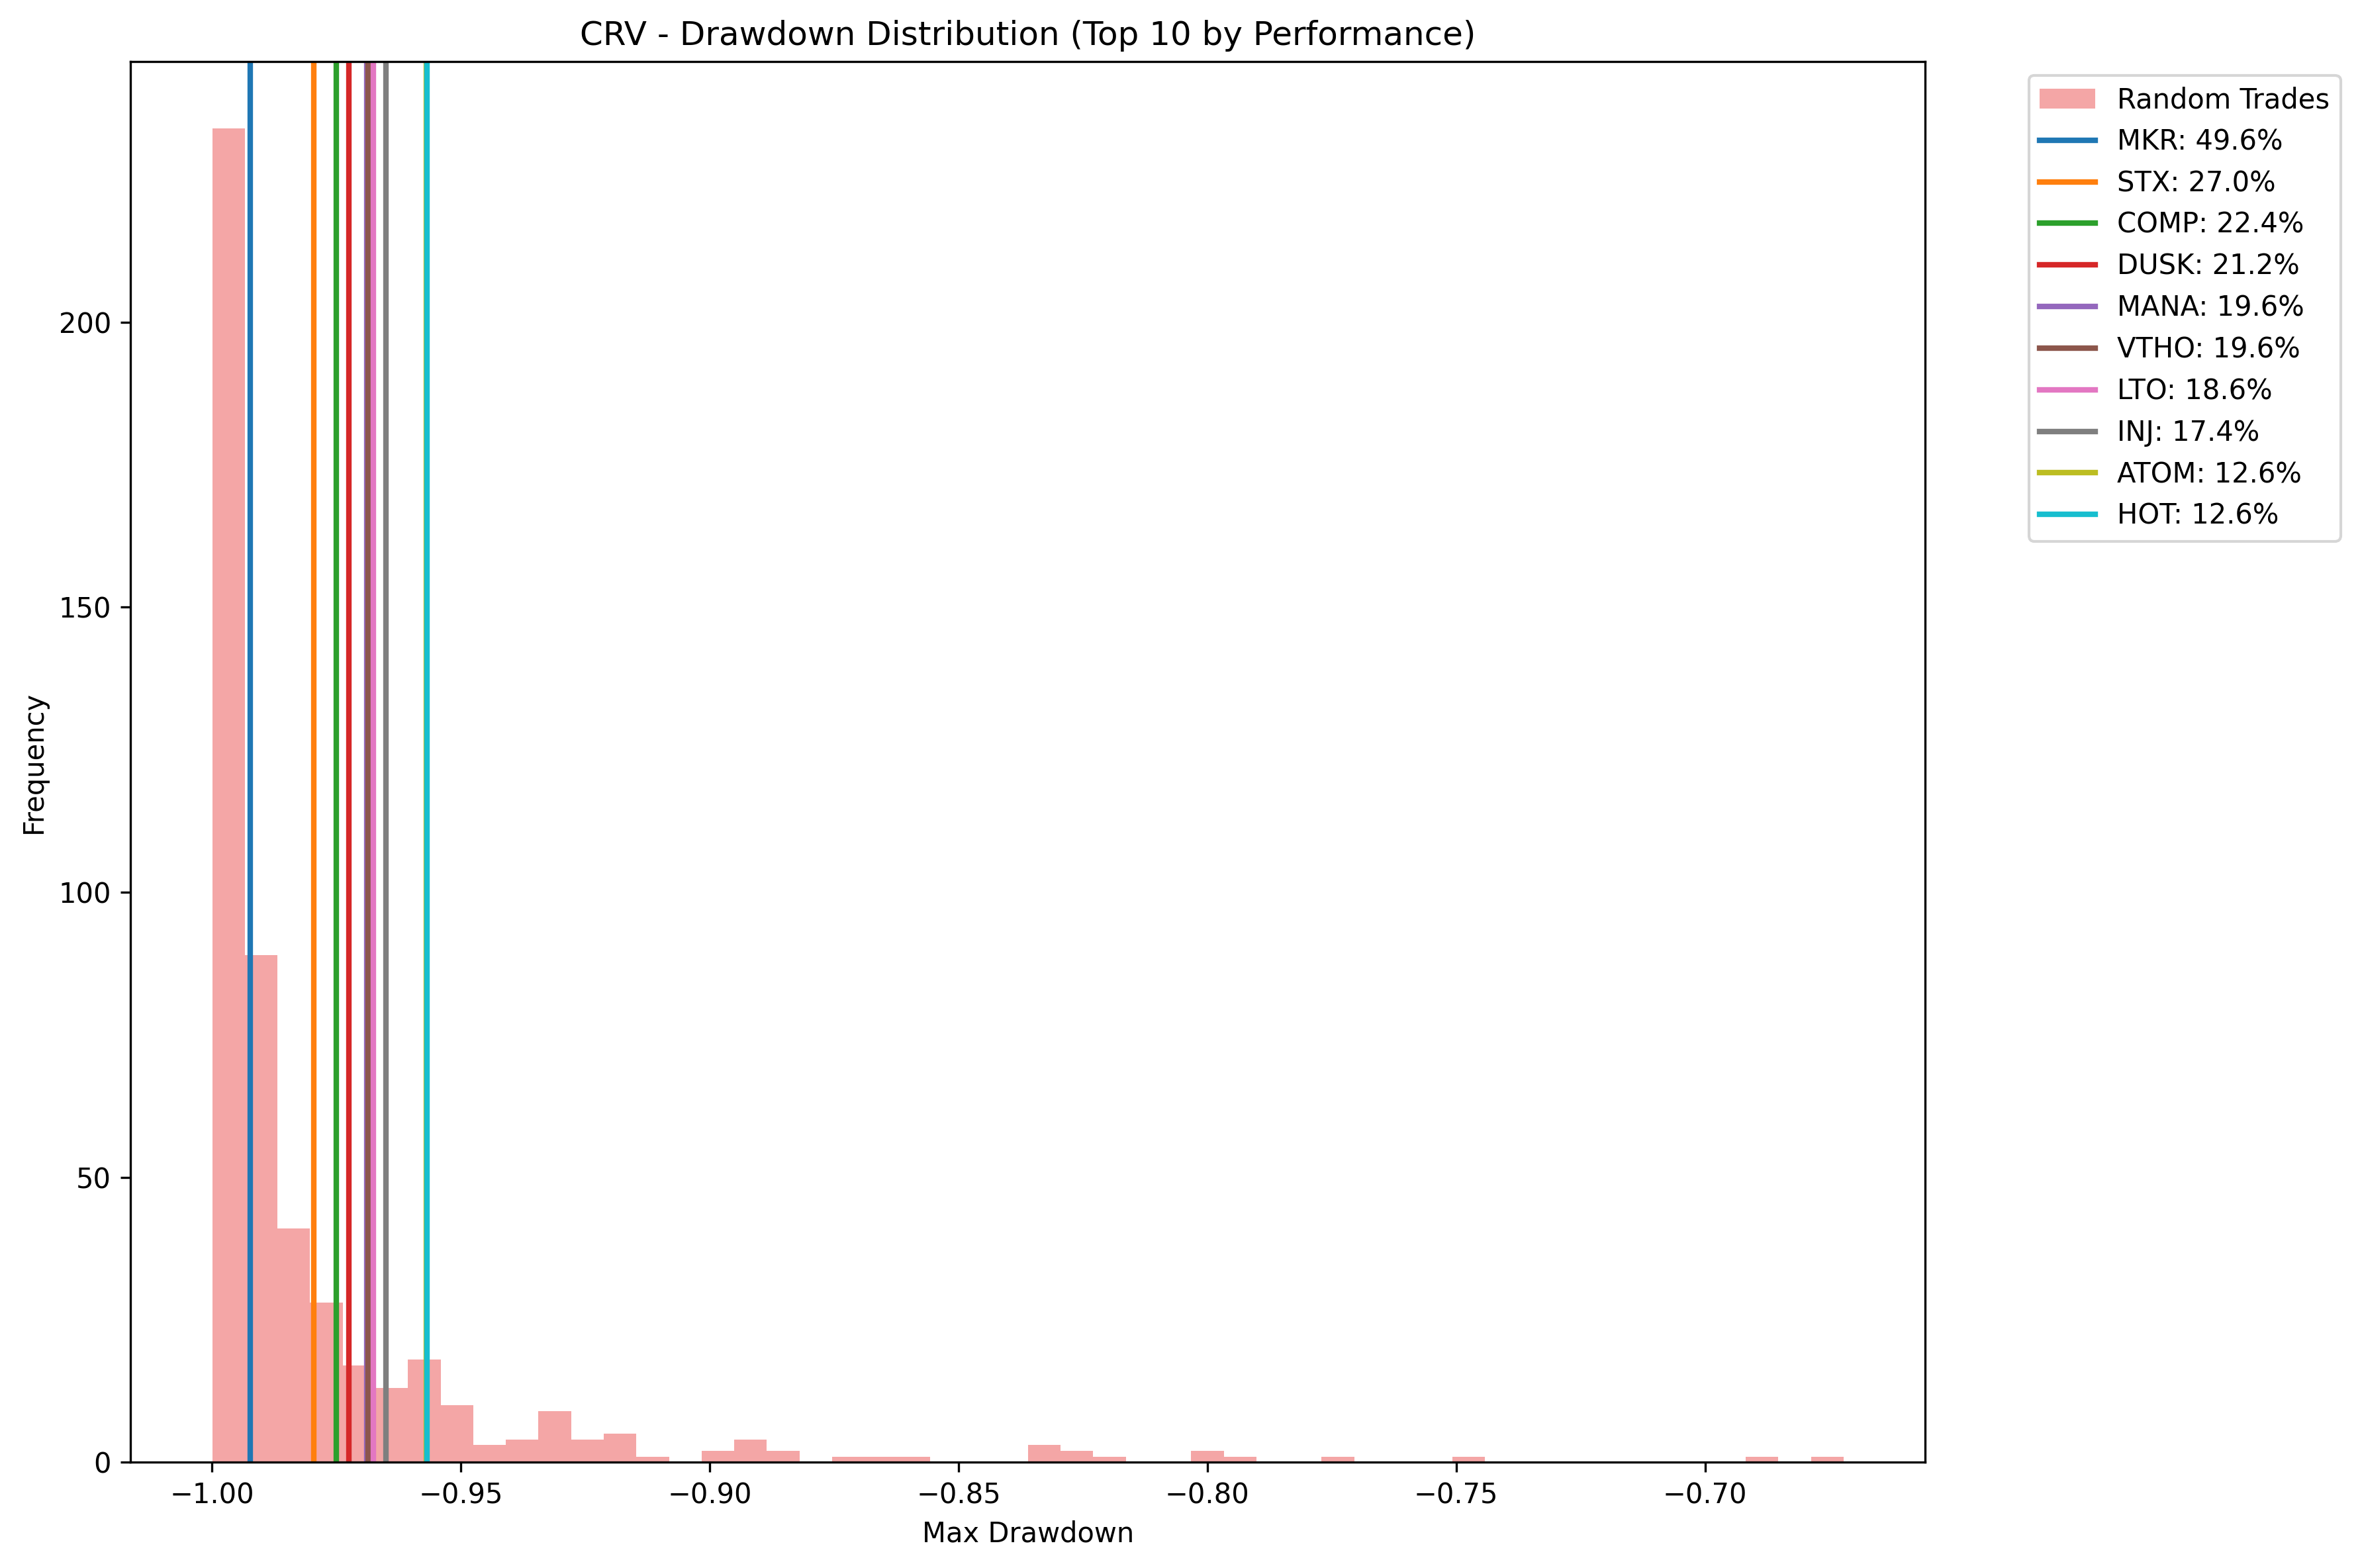 CRV - Drawdown Distribution (Top 10 by Performance)
Random Trades
MKR: 49.6%
STX: 27.0%
COMP: 22.4%
DUSK: 21.2%
MANA: 19.6%
VTHO: 19.6%
LTO: 18.6%
INJ: 17.4%
ATOM: 12.6%
HOT: 12.6%
Frequency
200
150
100
50
0
−1.00 −0.95 −0.90 −0.85 −0.80 −0.75 −0.70
Max Drawdown